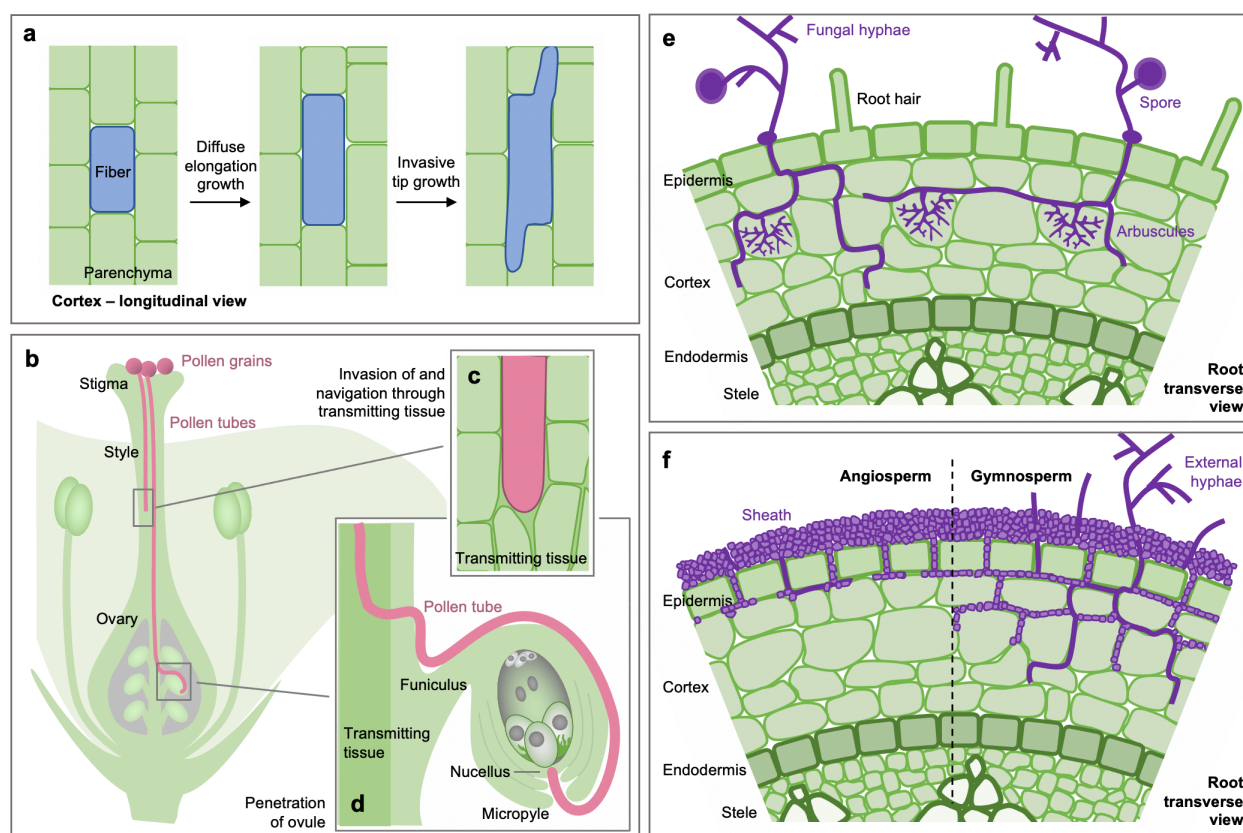 a
Fiber
Diffuse
elongation
growth
Invasive
tip growth
Parenchyma
Cortex – longitudinal view
b
Pollen grains
Stigma
Pollen tubes
Style
Ovary
Invasion of and
navigation through
transmitting tissue
c
Transmitting tissue
Pollen tube
Funiculus
Transmitting
tissue
Nucellus
Micropyle
d
Penetration
of ovule
e
Fungal hyphae
Root hair
Spore
Epidermis
Arbuscules
Cortex
Endodermis
Stele
Root
transverse
view
f
Angiosperm
Gymnosperm
External
hyphae
Sheath
Epidermis
Cortex
Endodermis
Stele
Root
transverse
view